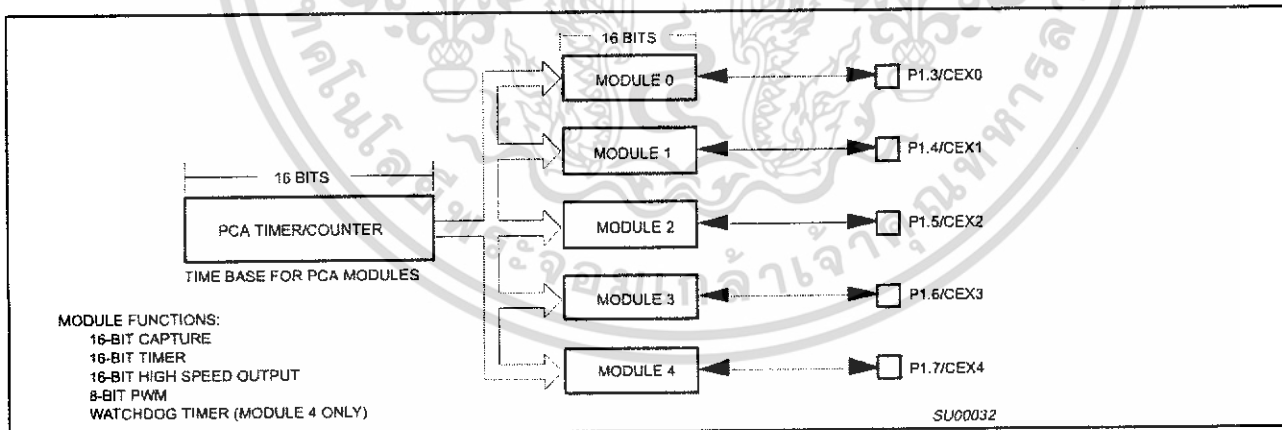 16 BITS
MODULE 0
P1.3/CEX0
MODULE 1
P1.4/CEX1
16 BITS
PCA TIMER/COUNTER
TIME BASE FOR PCA MODULES
MODULE 2
P1.5/CEX2
MODULE 3
P1.6/CEX3
MODULE 4
P1.7/CEX4
MODULE FUNCTIONS:
16-BIT CAPTURE
16-BIT TIMER
16-BIT HIGH SPEED OUTPUT
8-BIT PWM
WATCHDOG TIMER (MODULE 4 ONLY)
SU00032